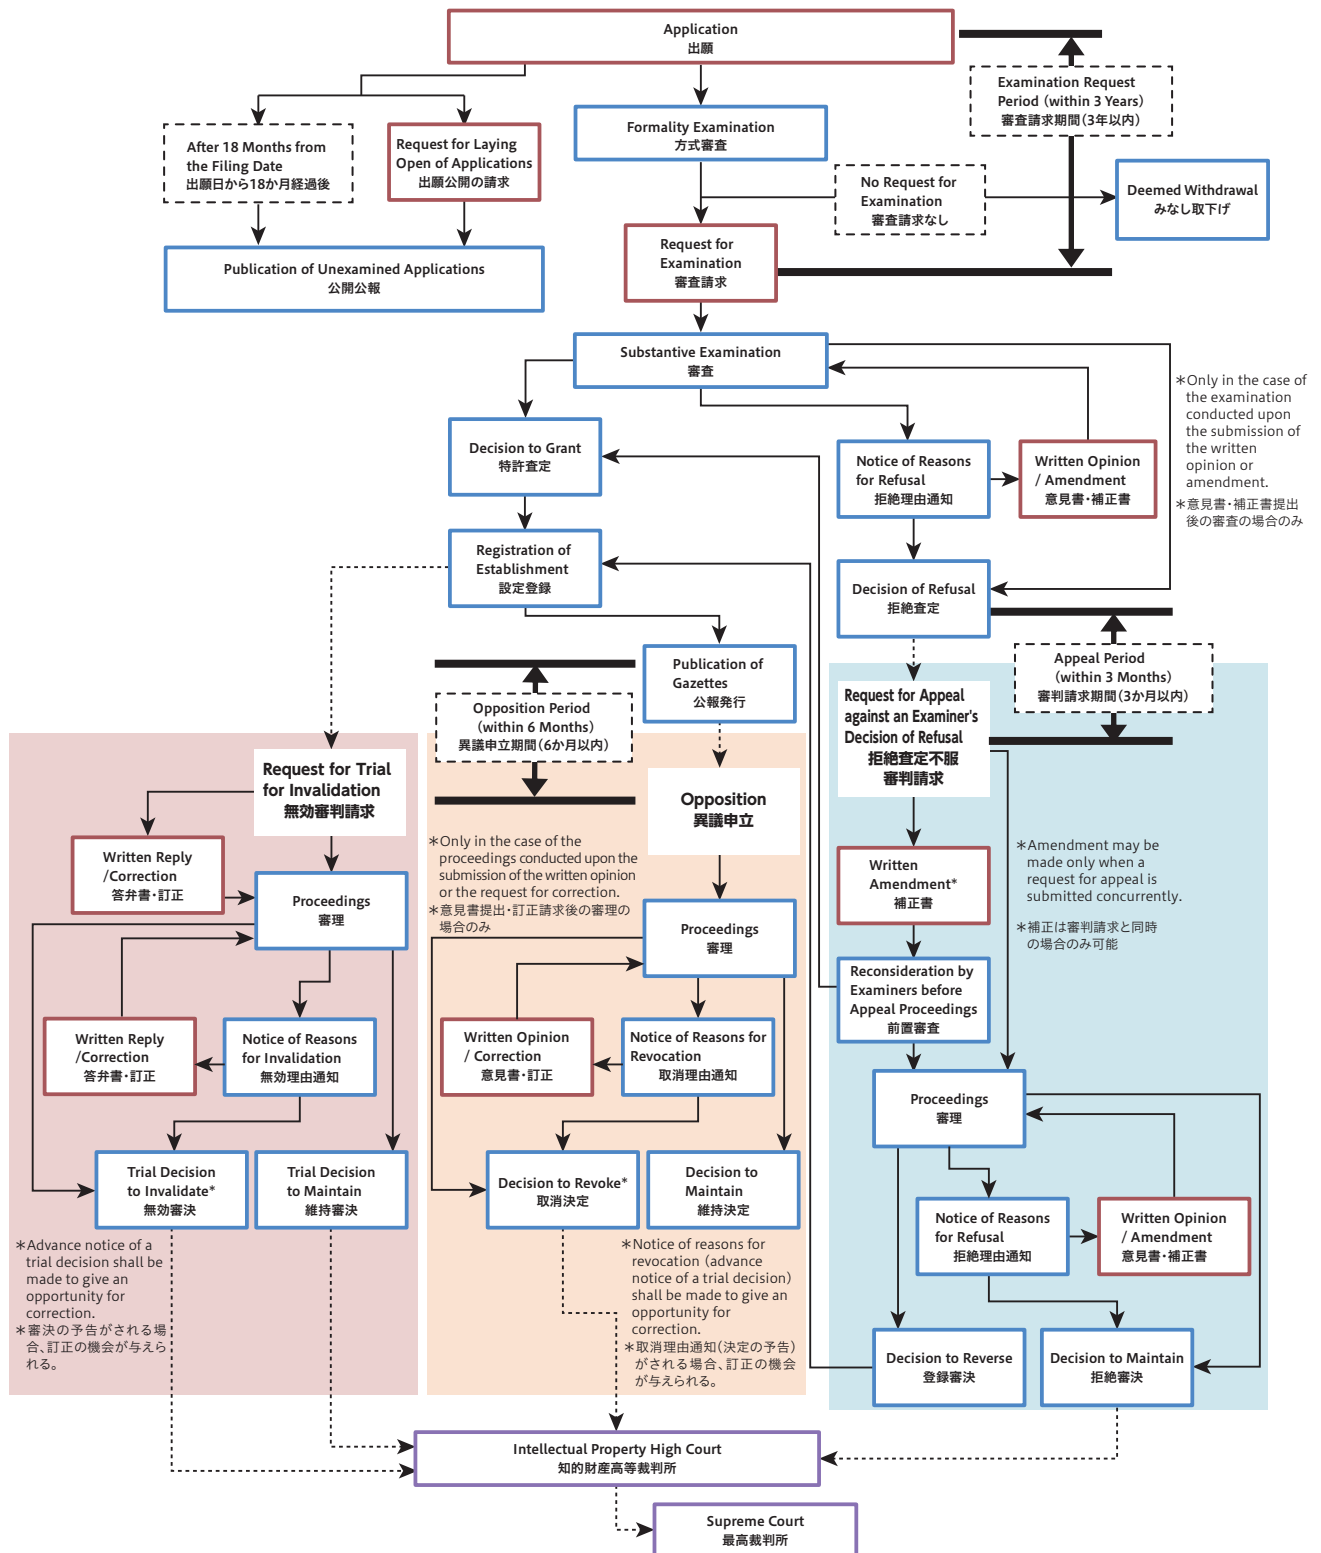 Application
出願
Examination Request
Period (within 3 Years)
審査請求期間(3年以内)
After 18 Months from
the Filing Date
出願日から18か月経過後
Request for Laying
Open of Applications
出願公開の請求
Formality Examination
方式審査
No Request for
Examination
審査請求なし
Deemed Withdrawal
みなし取下げ
Publication of Unexamined Applications
公開公報
Request for
Examination
審査請求
Substantive Examination
審査
*Only in the case of
the examination
conducted upon
the submission of
the written
opinion or
amendment.
*意見書・補正書提出
後の審査の場合のみ
Decision to Grant
特許査定
Notice of Reasons
for Refusal
拒絶理由通知
Written Opinion
/ Amendment
意見書・補正書
Registration of
Establishment
設定登録
Decision of Refusal
拒絶査定
Publication of
Gazettes
公報発行
Appeal Period
(within 3 Months)
審判請求期間(3か月以内)
Opposition Period
(within 6 Months)
異議申立期間(6か月以内)
Request for Appeal
against an Examiner's
Decision of Refusal
拒絶査定不服
審判請求
Request for Trial
for Invalidation
無効審判請求
Opposition
異議申立
Written Reply
/Correction
答弁書・訂正
Proceedings
審理
*Only in the case of the
proceedings conducted upon the
submission of the written opinion
or the request for correction.
*意見書提出・訂正請求後の審理の
場合のみ
Proceedings
審理
Written
Amendment*
補正書
*Amendment may be
made only when a
request for appeal is
submitted concurrently.
*補正は審判請求と同時
の場合のみ可能
Reconsideration by
Examiners before
Appeal Proceedings
前置審査
Written Reply
/Correction
答弁書・訂正
Notice of Reasons
for Invalidation
無効理由通知
Written Opinion
/ Correction
意見書・訂正
Notice of Reasons for
Revocation
取消理由通知
Proceedings
審理
Trial Decision
to Invalidate*
無効審決
Trial Decision
to Maintain
維持審決
Decision to Revoke*
取消決定
Decision to
Maintain
維持決定
Notice of Reasons
for Refusal
拒絶理由通知
Written Opinion
/ Amendment
意見書・補正書
*Advance notice of a
trial decision shall be
made to give an
opportunity for
correction.
*審決の予告がされる場
合、訂正の機会が与えら
れる。
*Notice of reasons for
revocation (advance
notice of a trial decision)
shall be made to give an
opportunity for
correction.
*取消理由通知(決定の予告)
がされる場合、訂正の機会
が与えられる。
Decision to Reverse
登録審決
Decision to Maintain
拒絶審決
Intellectual Property High Court
知的財産高等裁判所
Supreme Court
最高裁判所